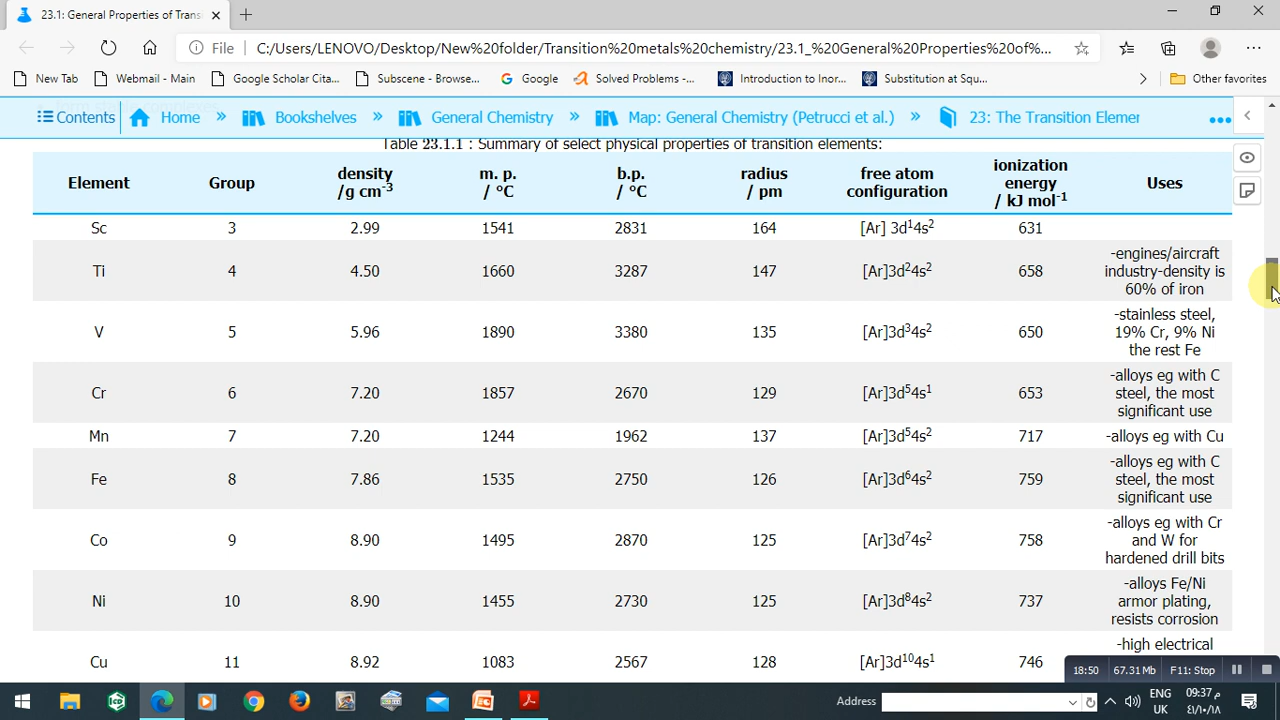 23.1: General Properties of Trans
File C:/Users/LENOVO/Desktop/New%20folder/Transition%20metals%20chemistry/23.1_%20General%20Properties%20of%...
New Tab Webmail - Main Google Scholar Cita... Subscene - Browse... Google Solved Problems -... Introduction to Inor... Substitution at Squ... Other favorites
Contents Home » Bookshelves » General Chemistry » Map: General Chemistry (Petrucci et al.) » 23: The Transition Elemer
Table 23.1.1 : Summary of select physical properties of transition elements:
Element Group density /g cm-3 m. p. / °C b.p. / °C radius / pm free atom configuration ionization energy / kJ mol-1 Uses
Sc 3 2.99 1541 2831 164 [Ar] 3d14s2 631
Ti 4 4.50 1660 3287 147 [Ar]3d24s2 658 -engines/aircraft industry-density is 60% of iron
V 5 5.96 1890 3380 135 [Ar]3d34s2 650 -stainless steel, 19% Cr, 9% Ni the rest Fe
Cr 6 7.20 1857 2670 129 [Ar]3d54s1 653 -alloys eg with C steel, the most significant use
Mn 7 7.20 1244 1962 137 [Ar]3d54s2 717 -alloys eg with Cu
Fe 8 7.86 1535 2750 126 [Ar]3d64s2 759 -alloys eg with C steel, the most significant use
Co 9 8.90 1495 2870 125 [Ar]3d74s2 758 -alloys eg with Cr and W for hardened drill bits
Ni 10 8.90 1455 2730 125 [Ar]3d84s2 737 -alloys Fe/Ni armor plating, resists corrosion
Cu 11 8.92 1083 2567 128 [Ar]3d104s1 746 -high electrical
18:50 67.31 Mb F11: Stop
Address ENG 09:37 م
UK ٤١/١٠/١٨